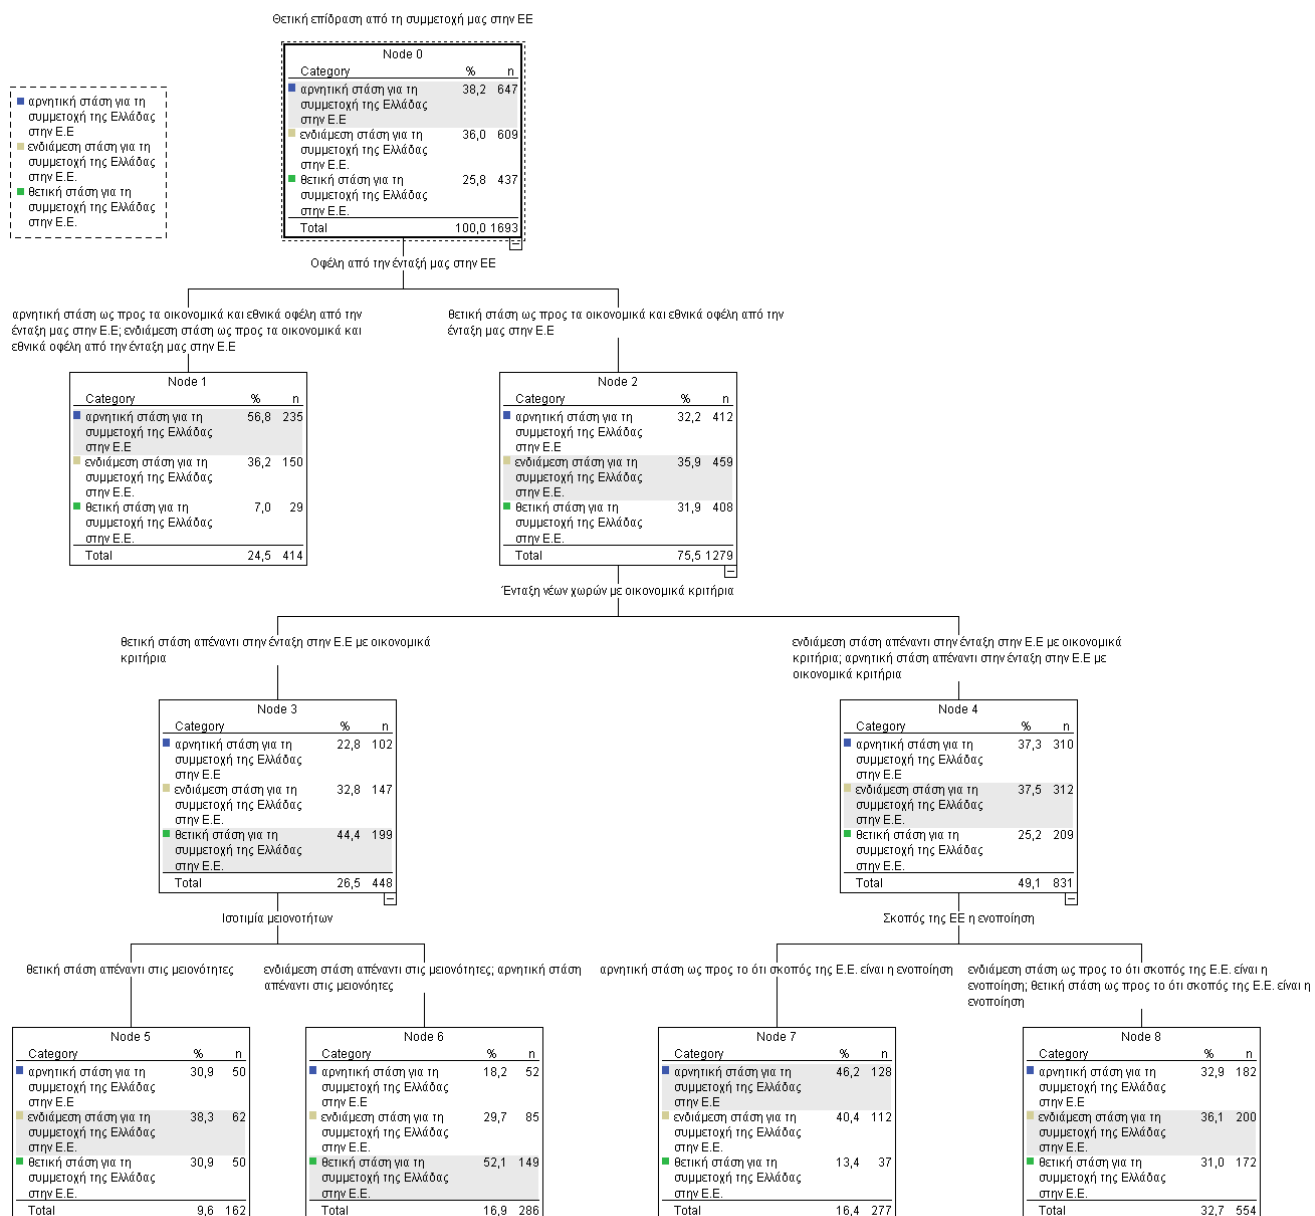 Θετική επίδραση από τη συμμετοχή μας στην ΕΕ
Node 0
Category % n
αρνητική στάση για τη 38,2 647
συμμετοχή της Ελλάδας
στην Ε.Ε
ενδιάμεση στάση για τη 36,0 609
συμμετοχή της Ελλάδας
στην Ε.Ε.
θετική στάση για τη 25,8 437
συμμετοχή της Ελλάδας
στην Ε.Ε.
Total 100,0 1693
αρνητική στάση για τη
συμμετοχή της Ελλάδας
στην Ε.Ε
ενδιάμεση στάση για τη
συμμετοχή της Ελλάδας
στην Ε.Ε.
θετική στάση για τη
συμμετοχή της Ελλάδας
στην Ε.Ε.
Οφέλη από την ένταξή μας στην ΕΕ
αρνητική στάση ως προς τα οικονομικά και εθνικά οφέλη από την
ένταξη μας στην Ε.Ε; ενδιάμεση στάση ως προς τα οικονομικά και
εθνικά οφέλη από την ένταξη μας στην Ε.Ε
θετική στάση ως προς τα οικονομικά και εθνικά οφέλη από την
ένταξη μας στην Ε.Ε
Node 1
Category % n
αρνητική στάση για τη 56,8 235
συμμετοχή της Ελλάδας
στην Ε.Ε
ενδιάμεση στάση για τη 36,2 150
συμμετοχή της Ελλάδας
στην Ε.Ε.
θετική στάση για τη 7,0 29
συμμετοχή της Ελλάδας
στην Ε.Ε.
Total 24,5 414
Node 2
Category % n
αρνητική στάση για τη 32,2 412
συμμετοχή της Ελλάδας
στην Ε.Ε
ενδιάμεση στάση για τη 35,9 459
συμμετοχή της Ελλάδας
στην Ε.Ε.
θετική στάση για τη 31,9 408
συμμετοχή της Ελλάδας
στην Ε.Ε.
Total 75,5 1279
Ένταξη νέων χωρών με οικονομικά κριτήρια
θετική στάση απέναντι στην ένταξη στην Ε.Ε με οικονομικά
κριτήρια
ενδιάμεση στάση απέναντι στην ένταξη στην Ε.Ε με οικονομικά
κριτήρια; αρνητική στάση απέναντι στην ένταξη στην Ε.Ε με
οικονομικά κριτήρια
Node 3
Category % n
αρνητική στάση για τη 22,8 102
συμμετοχή της Ελλάδας
στην Ε.Ε
ενδιάμεση στάση για τη 32,8 147
συμμετοχή της Ελλάδας
στην Ε.Ε.
θετική στάση για τη 44,4 199
συμμετοχή της Ελλάδας
στην Ε.Ε.
Total 26,5 448
Node 4
Category % n
αρνητική στάση για τη 37,3 310
συμμετοχή της Ελλάδας
στην Ε.Ε
ενδιάμεση στάση για τη 37,5 312
συμμετοχή της Ελλάδας
στην Ε.Ε.
θετική στάση για τη 25,2 209
συμμετοχή της Ελλάδας
στην Ε.Ε.
Total 49,1 831
Ισοτιμία μειονοτήτων
Σκοπός της ΕΕ η ενοποίηση
θετική στάση απέναντι στις μειονότητες
ενδιάμεση στάση απέναντι στις μειονότητες; αρνητική στάση
απέναντι στις μειονόητες
αρνητική στάση ως προς το ότι σκοπός της Ε.Ε. είναι η ενοποίηση
ενδιάμεση στάση ως προς το ότι σκοπός της Ε.Ε. είναι η
ενοποίηση; θετική στάση ως προς το ότι σκοπός της Ε.Ε. είναι η
ενοποίηση
Node 5
Category % n
αρνητική στάση για τη 30,9 50
συμμετοχή της Ελλάδας
στην Ε.Ε
ενδιάμεση στάση για τη 38,3 62
συμμετοχή της Ελλάδας
στην Ε.Ε.
θετική στάση για τη 30,9 50
συμμετοχή της Ελλάδας
στην Ε.Ε.
Total 9,6 162
Node 6
Category % n
αρνητική στάση για τη 18,2 52
συμμετοχή της Ελλάδας
στην Ε.Ε
ενδιάμεση στάση για τη 29,7 85
συμμετοχή της Ελλάδας
στην Ε.Ε.
θετική στάση για τη 52,1 149
συμμετοχή της Ελλάδας
στην Ε.Ε.
Total 16,9 286
Node 7
Category % n
αρνητική στάση για τη 46,2 128
συμμετοχή της Ελλάδας
στην Ε.Ε
ενδιάμεση στάση για τη 40,4 112
συμμετοχή της Ελλάδας
στην Ε.Ε.
θετική στάση για τη 13,4 37
συμμετοχή της Ελλάδας
στην Ε.Ε.
Total 16,4 277
Node 8
Category % n
αρνητική στάση για τη 32,9 182
συμμετοχή της Ελλάδας
στην Ε.Ε
ενδιάμεση στάση για τη 36,1 200
συμμετοχή της Ελλάδας
στην Ε.Ε.
θετική στάση για τη 31,0 172
συμμετοχή της Ελλάδας
στην Ε.Ε.
Total 32,7 554